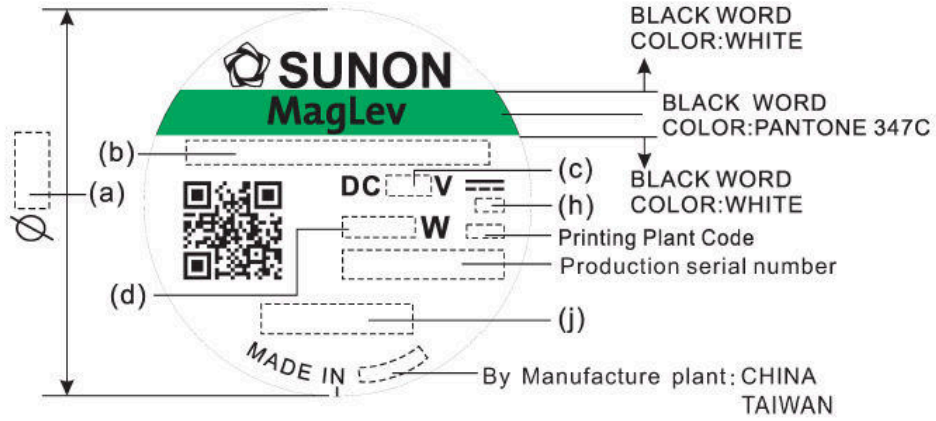 BLACK WORD
COLOR:WHITE
SUNON
MagLev
BLACK WORD
COLOR:PANTONE 347C
(b)
(a)
(c)
DC V
(h)
BLACK WORD
COLOR:WHITE
Ø
W
Printing Plant Code
Production serial number
(d)
(j)
MADE IN
By Manufacture plant: CHINA
TAIWAN